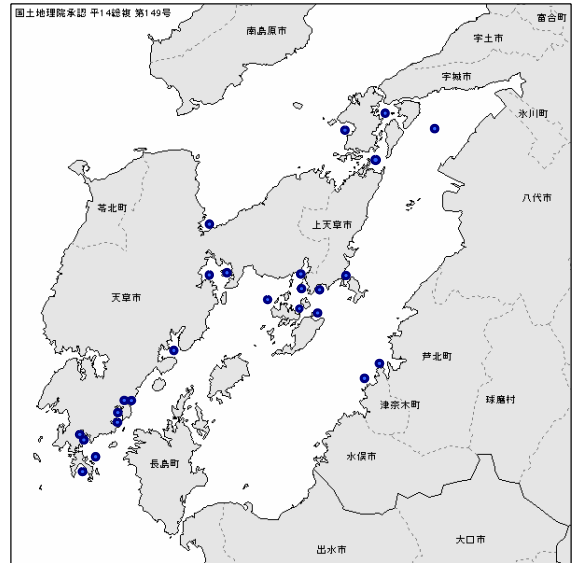 国土地理院承認 平14総複 第149号
富合町
南島原市
宇土市
宇城市
氷川町
八代市
苓北町
上天草市
天草市
芦北町
球磨村
津奈木町
水俣市
長島町
大口市
出水市